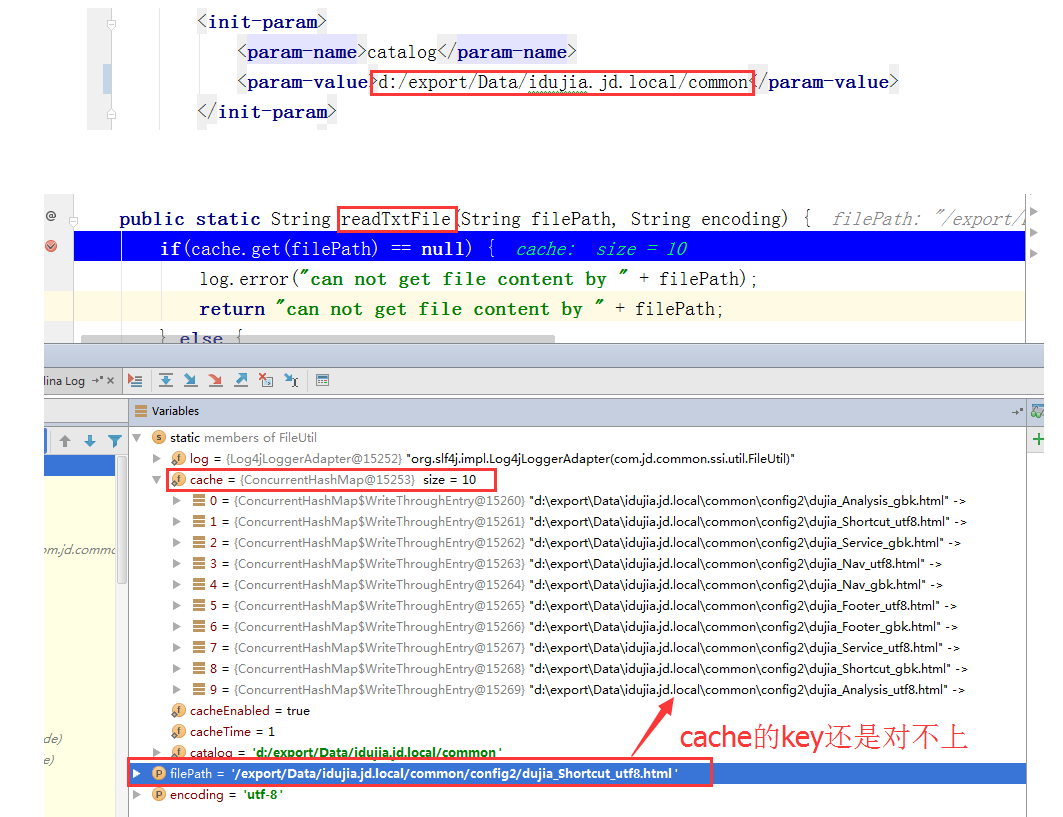 <init-param>
<param-name>catalog</param-name>
<param-value>d:/export/Data/idujia.jd.local/common</param-value>
</init-param>
@ public static String readTxtFile(String filePath, String encoding) { filePath: "/export/
if(cache.get(filePath) == null) { cache: size = 10
log.error("can not get file content by " + filePath);
return "can not get file content by " + filePath;
} else {
lina Log
Variables
static members of FileUtil
log = {Log4jLoggerAdapter@15252} "org.slf4j.impl.Log4jLoggerAdapter(com.jd.common.ssi.util.FileUtil)"
cache = {ConcurrentHashMap@15253} size = 10
0 = {ConcurrentHashMap$WriteThroughEntry@15260} "d:\export\Data\idujia.jd.local\common\config2\dujia_Analysis_gbk.html" ->
1 = {ConcurrentHashMap$WriteThroughEntry@15261} "d:\export\Data\idujia.jd.local\common\config2\dujia_Shortcut_utf8.html" ->
2 = {ConcurrentHashMap$WriteThroughEntry@15262} "d:\export\Data\idujia.jd.local\common\config2\dujia_Service_gbk.html" ->
om.jd.commo
3 = {ConcurrentHashMap$WriteThroughEntry@15263} "d:\export\Data\idujia.jd.local\common\config2\dujia_Nav_utf8.html" ->
4 = {ConcurrentHashMap$WriteThroughEntry@15264} "d:\export\Data\idujia.jd.local\common\config2\dujia_Nav_gbk.html" ->
5 = {ConcurrentHashMap$WriteThroughEntry@15265} "d:\export\Data\idujia.jd.local\common\config2\dujia_Footer_utf8.html" ->
6 = {ConcurrentHashMap$WriteThroughEntry@15266} "d:\export\Data\idujia.jd.local\common\config2\dujia_Footer_gbk.html" ->
7 = {ConcurrentHashMap$WriteThroughEntry@15267} "d:\export\Data\idujia.jd.local\common\config2\dujia_Service_utf8.html" ->
8 = {ConcurrentHashMap$WriteThroughEntry@15268} "d:\export\Data\idujia.jd.local\common\config2\dujia_Shortcut_gbk.html" ->
9 = {ConcurrentHashMap$WriteThroughEntry@15269} "d:\export\Data\idujia.jd.local\common\config2\dujia_Analysis_utf8.html" ->
cacheEnabled = true
cacheTime = 1
cache的key还是对不上
de)
e)
catalog = 'd:/export/Data/idujia.jd.local/common'
filePath = '/export/Data/idujia.jd.local/common/config2/dujia_Shortcut_utf8.html'
encoding = 'utf-8'